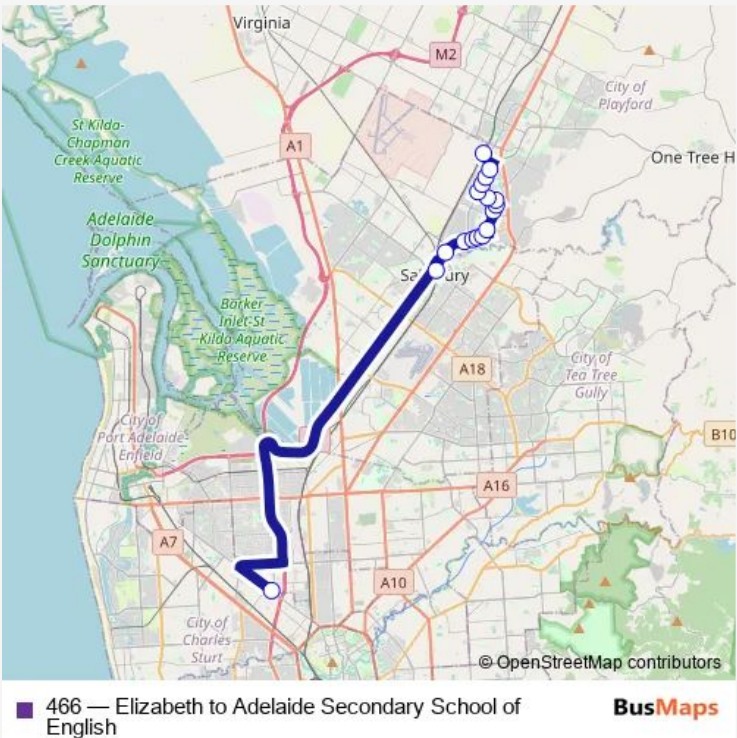 Virginia
M2
City of
Playford
St Kilda-
Chapman
Creek Aquatic
Reserve
A1
One Tree H
Adelaide
Dolphin
Sanctuary
Sa
ury
Barker
Inlet-St
Kilda Aquatic
Reserve
A18
City of
Tea Tree
Gully
City of
Port Adelaide
Enfield
B10
A16
A7
A10
City of
Charles
Sturt
© OpenStreetMap contributors
466 — Elizabeth to Adelaide Secondary School of
English
BusMaps